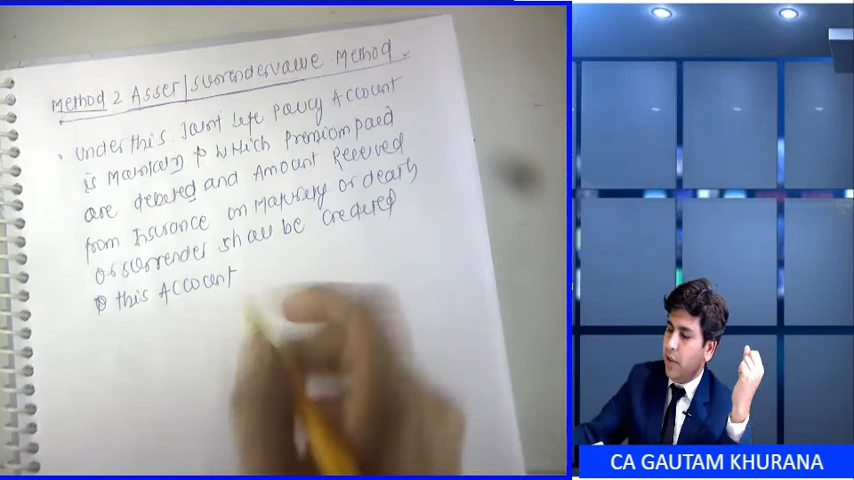 Method 2 Asset/surrender value Method
• Under this Joint Life Policy Account
is Maintain to which Premium paid
are debited and Amount Received
from Insurance on Maturity or death
or surrender shall be credited
to this Account
CA GAUTAM KHURANA